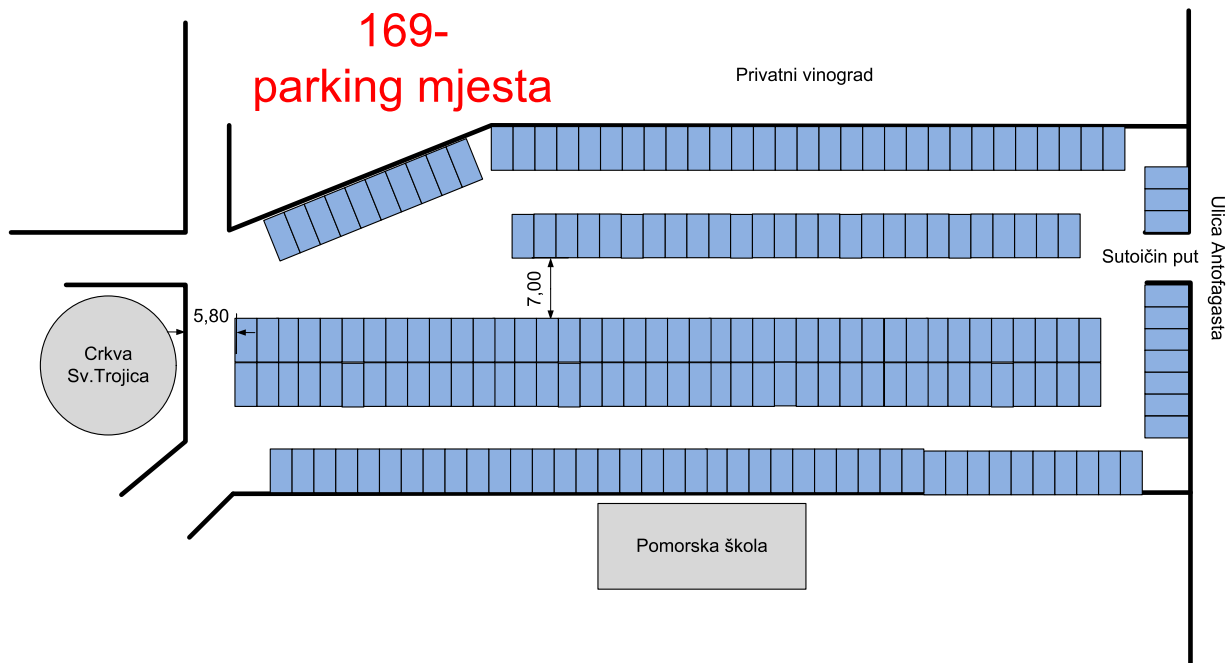 169-
parking mjesta
Privatni vinograd
Ulica Antofagasta
Sutoičin put
7,00
5,80
Crkva
Sv.Trojica
Pomorska škola